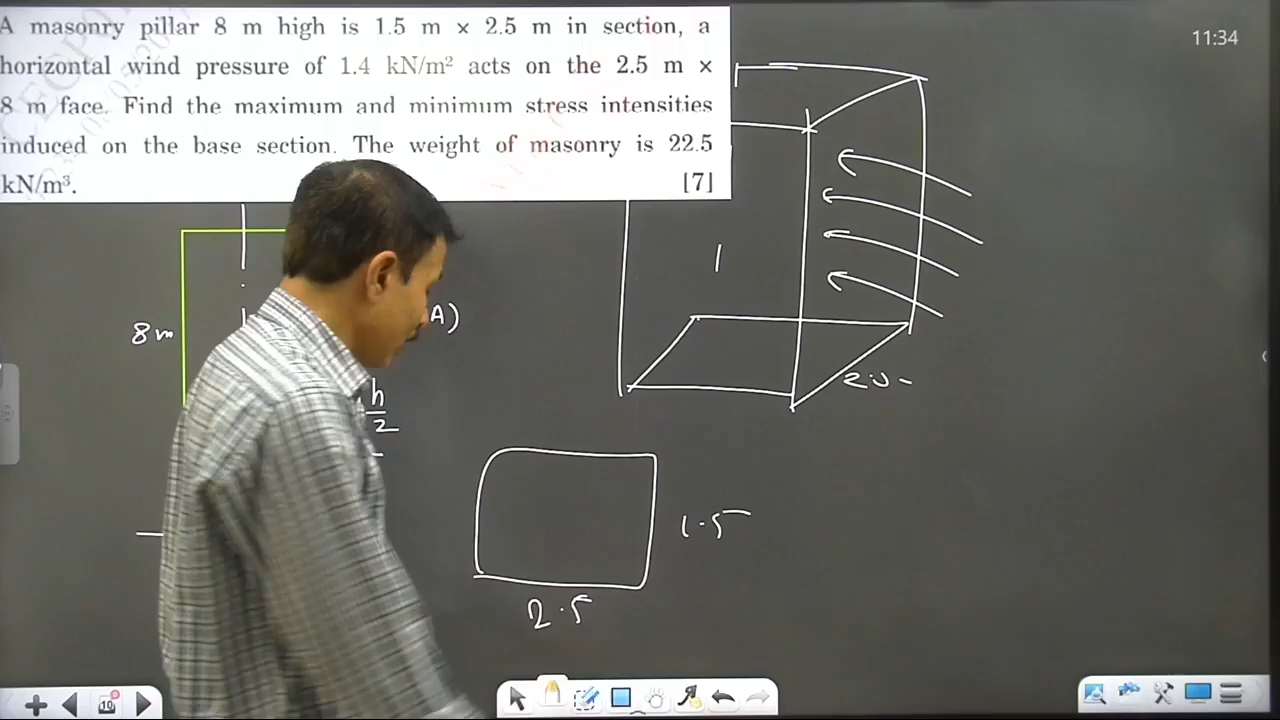 A masonry pillar 8 m high is 1.5 m × 2.5 m in section, a
horizontal wind pressure of 1.4 kN/m² acts on the 2.5 m ×
8 m face. Find the maximum and minimum stress intensities
induced on the base section. The weight of masonry is 22.5
kN/m³. [7]
11:34
8m
A)
h
2
1.5
2.5
10